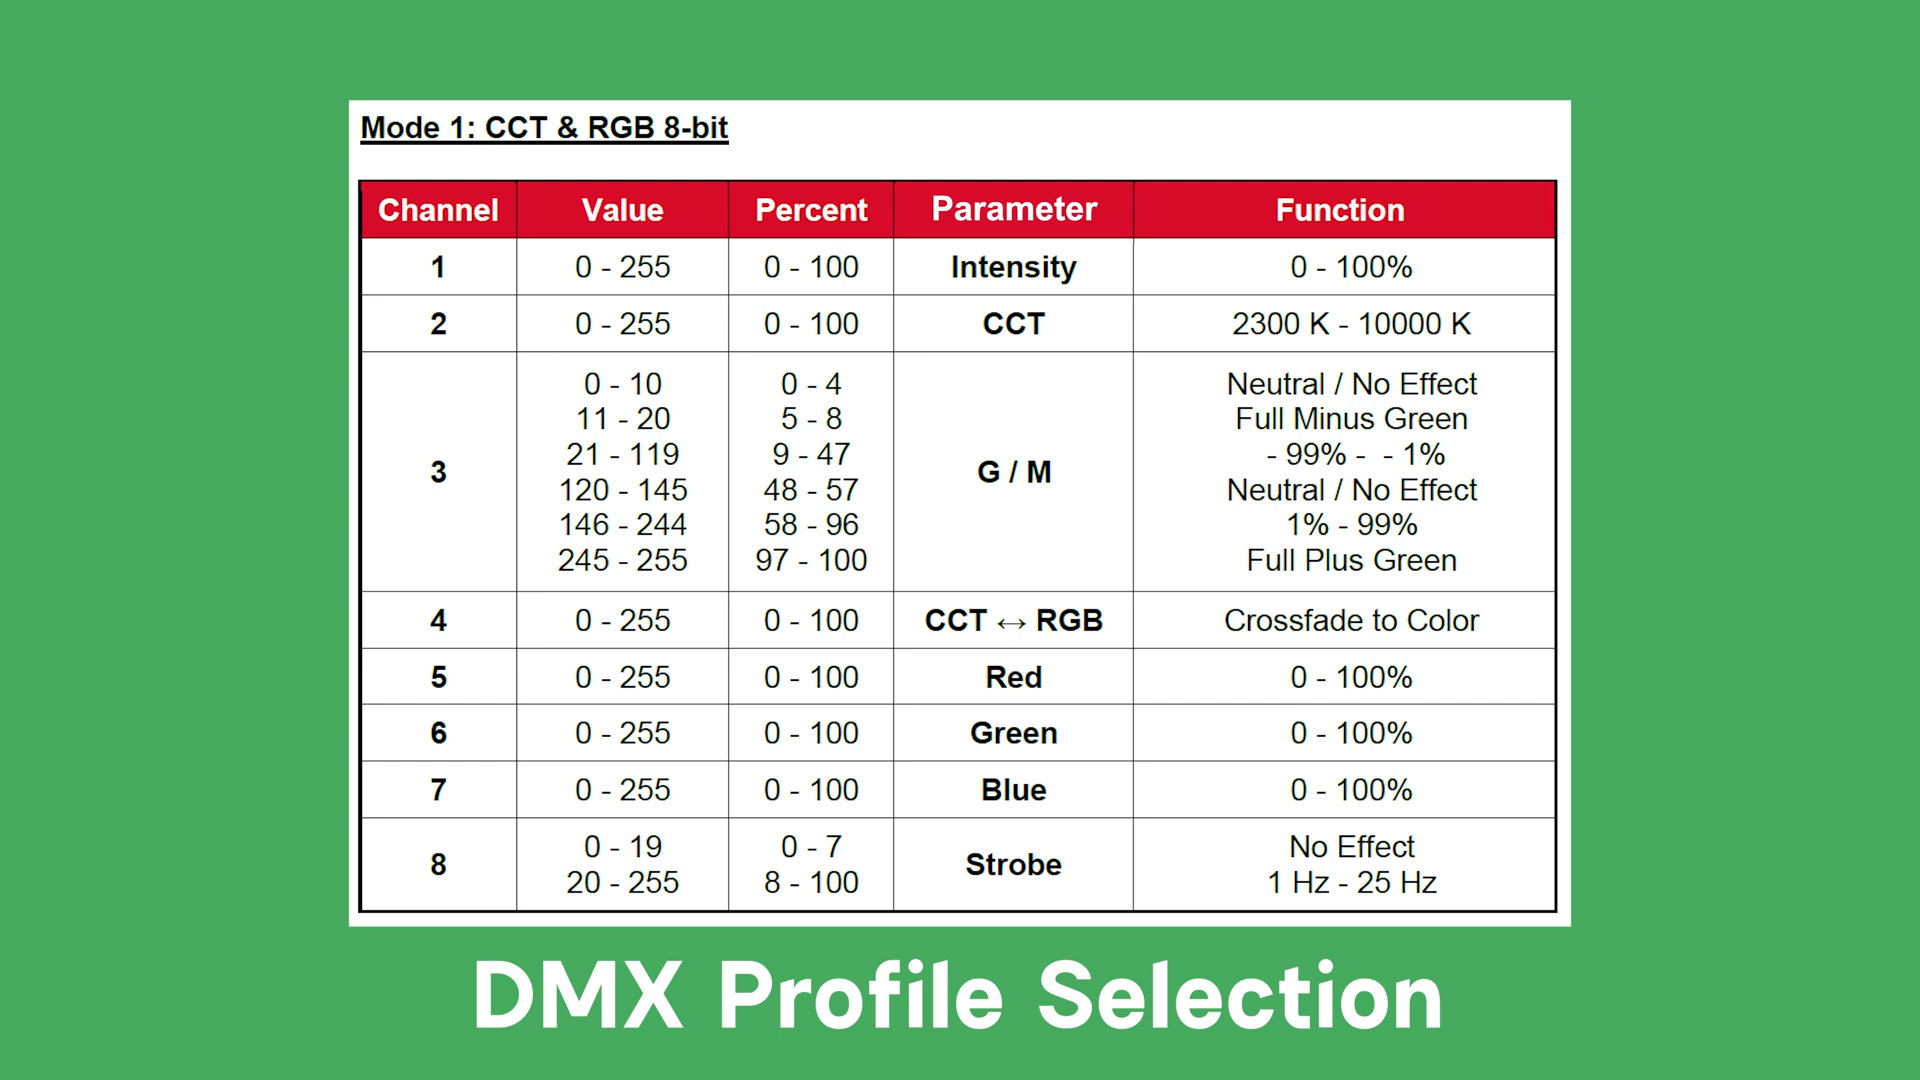 Mode 1: CCT & RGB 8-bit
Channel Value Percent Parameter Function
1 0 - 255 0 - 100 Intensity 0 - 100%
2 0 - 255 0 - 100 CCT 2300 K - 10000 K
3 G / M
0 - 10 0 - 4 Neutral / No Effect
11 - 20 5 - 8 Full Minus Green
21 - 119 9 - 47 - 99% - - 1%
120 - 145 48 - 57 Neutral / No Effect
146 - 244 58 - 96 1% - 99%
245 - 255 97 - 100 Full Plus Green
4 0 - 255 0 - 100 CCT ↔ RGB Crossfade to Color
5 0 - 255 0 - 100 Red 0 - 100%
6 0 - 255 0 - 100 Green 0 - 100%
7 0 - 255 0 - 100 Blue 0 - 100%
8 Strobe
0 - 19 0 - 7 No Effect
20 - 255 8 - 100 1 Hz - 25 Hz
DMX Profile Selection